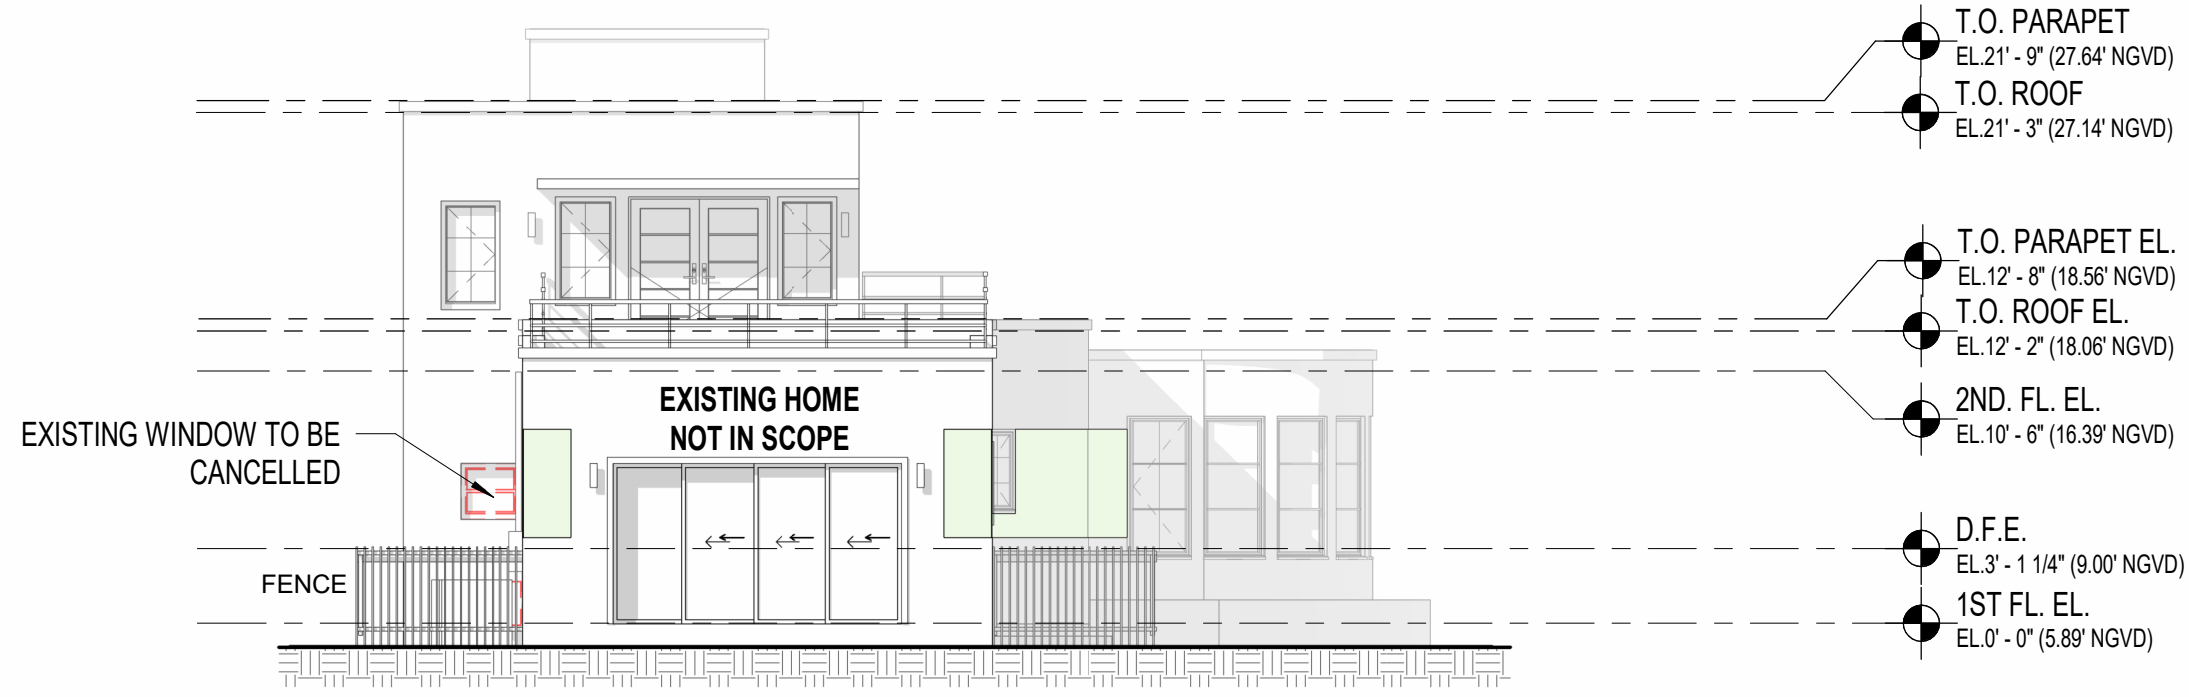 T.O. PARAPET
EL.21' - 9" (27.64' NGVD)
T.O. ROOF
EL.21' - 3" (27.14' NGVD)
T.O. PARAPET EL.
EL.12' - 8" (18.56' NGVD)
T.O. ROOF EL.
EL.12' - 2" (18.06' NGVD)
2ND. FL. EL.
EL.10' - 6" (16.39' NGVD)
EXISTING HOME
NOT IN SCOPE
EXISTING WINDOW TO BE
CANCELLED
D.F.E.
EL.3' - 1 1/4" (9.00' NGVD)
FENCE
1ST FL. EL.
EL.0' - 0" (5.89' NGVD)